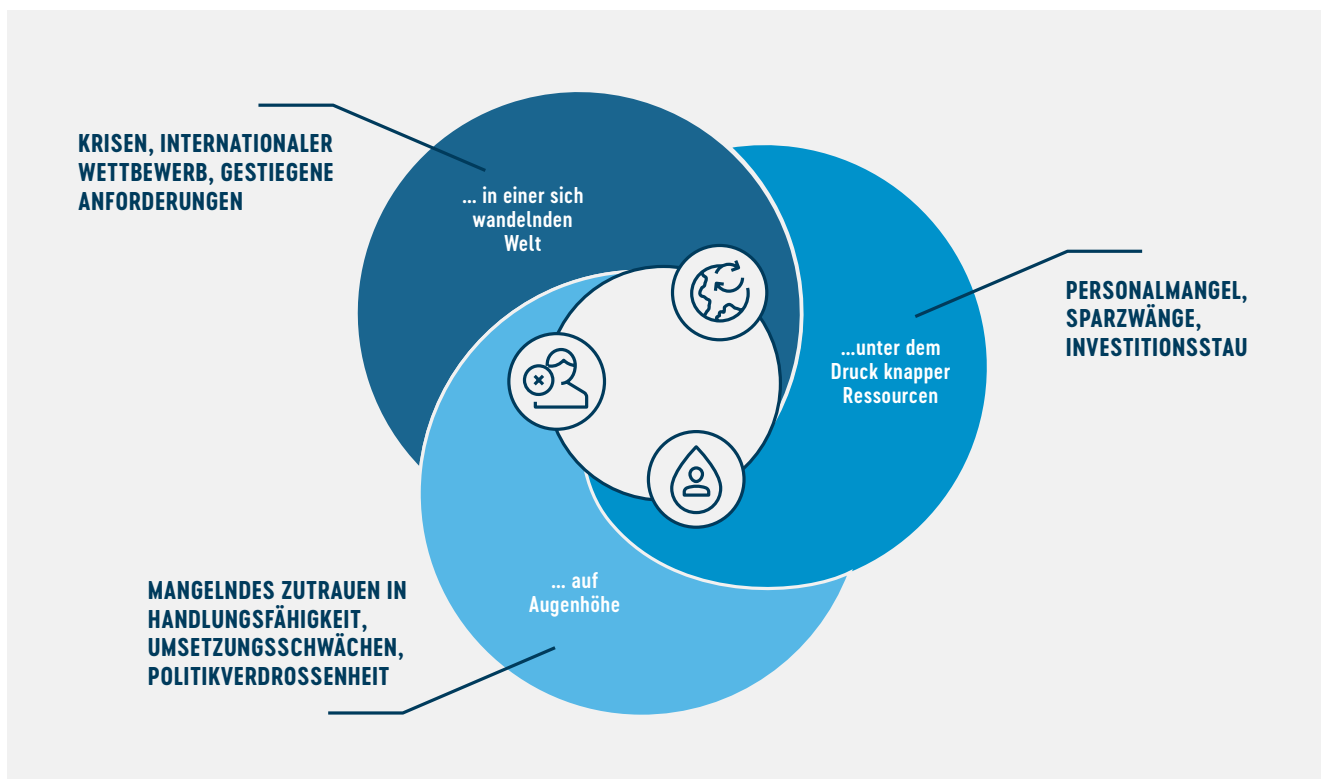 KRISEN, INTERNATIONALER
WETTBEWERB, GESTIEGENE
ANFORDERUNGEN
... in einer sich
wandelnden
Welt
PERSONALMANGEL,
SPARZWÄNGE,
INVESTITIONSSTAU
...unter dem
Druck knapper
Ressourcen
MANGELNDES ZUTRAUEN IN
HANDLUNGSFÄHIGKEIT,
UMSETZUNGSSCHWÄCHEN,
POLITIKVERDROSSENHEIT
... auf
Augenhöhe